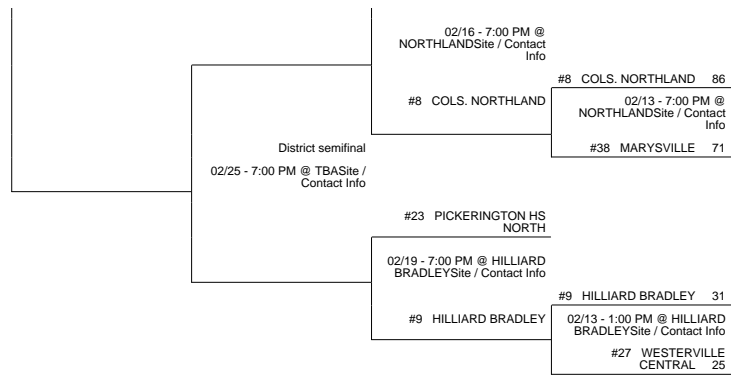 02/16 - 7:00 PM @
NORTHLANDSite / Contact
Info
#8 COLS. NORTHLAND 86
#8 COLS. NORTHLAND
02/13 - 7:00 PM @
NORTHLANDSite / Contact
Info
District semifinal
#38 MARYSVILLE 71
02/25 - 7:00 PM @ TBASite /
Contact Info
#23 PICKERINGTON HS
NORTH
02/19 - 7:00 PM @ HILLIARD
BRADLEYSite / Contact Info
#9 HILLIARD BRADLEY 31
#9 HILLIARD BRADLEY
02/13 - 1:00 PM @ HILLIARD
BRADLEYSite / Contact Info
#27 WESTERVILLE
CENTRAL 25